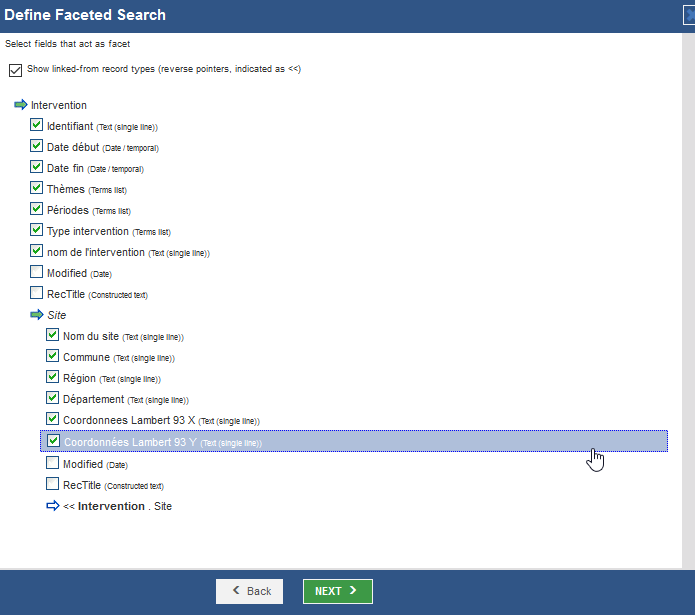 Define Faceted Search
Select fields that act as facet
Show linked-from record types (reverse pointers, indicated as <<)
Intervention
Identifiant (Text (single line))
Date début (Date / temporal)
Date fin (Date / temporal)
Thèmes (Terms list)
Périodes (Terms list)
Type intervention (Terms list)
nom de l'intervention (Text (single line))
Modified (Date)
RecTitle (Constructed text)
Site
Nom du site (Text (single line))
Commune (Text (single line))
Région (Text (single line))
Département (Text (single line))
Coordonnees Lambert 93 X (Text (single line))
Coordonnées Lambert 93 Y (Text (single line))
Modified (Date)
RecTitle (Constructed text)
<< Intervention . Site
Back NEXT